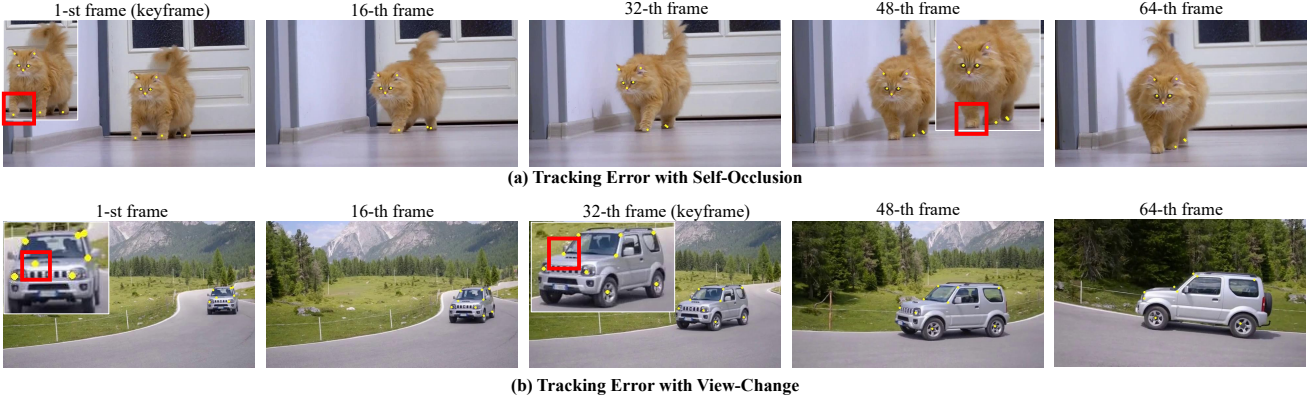 1-st frame (keyframe)
16-th frame
32-th frame
48-th frame
64-th frame
(a) Tracking Error with Self-Occlusion
1-st frame
16-th frame
32-th frame (keyframe)
48-th frame
64-th frame
(b) Tracking Error with View-Change